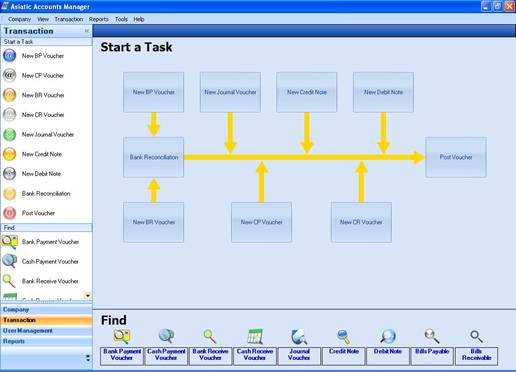 Asiatic Accounts Manager
Company View Transaction Reports Tools Help
Transaction
Start a Task
New BP Voucher
New CP Voucher
New BR Voucher
New CR Voucher
New Journal Voucher
New Credit Note
New Debit Note
Bank Reconciliation
Post Voucher
Find
Bank Payment Voucher
Cash Payment Voucher
Bank Receive Voucher
Cash Receive Voucher
Company
Transaction
User Management
Reports
Start a Task
New BP Voucher
New Journal Voucher
New Credit Note
New Debit Note
Bank Reconciliation
Post Voucher
New BR Voucher
New CP Voucher
New CR Voucher
Find
Bank Payment Voucher
Cash Payment Voucher
Bank Receive Voucher
Cash Receive Voucher
Journal Voucher
Credit Note
Debit Note
Bills Payable
Bills Receivable